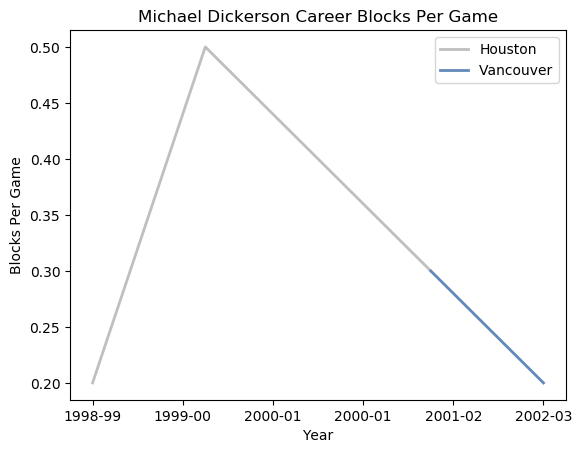 Michael Dickerson Career Blocks Per Game
Houston
Vancouver
Blocks Per Game
0.50
0.45
0.40
0.35
0.30
0.25
0.20
1998-99 1999-00 2000-01 2000-01 2001-02 2002-03
Year